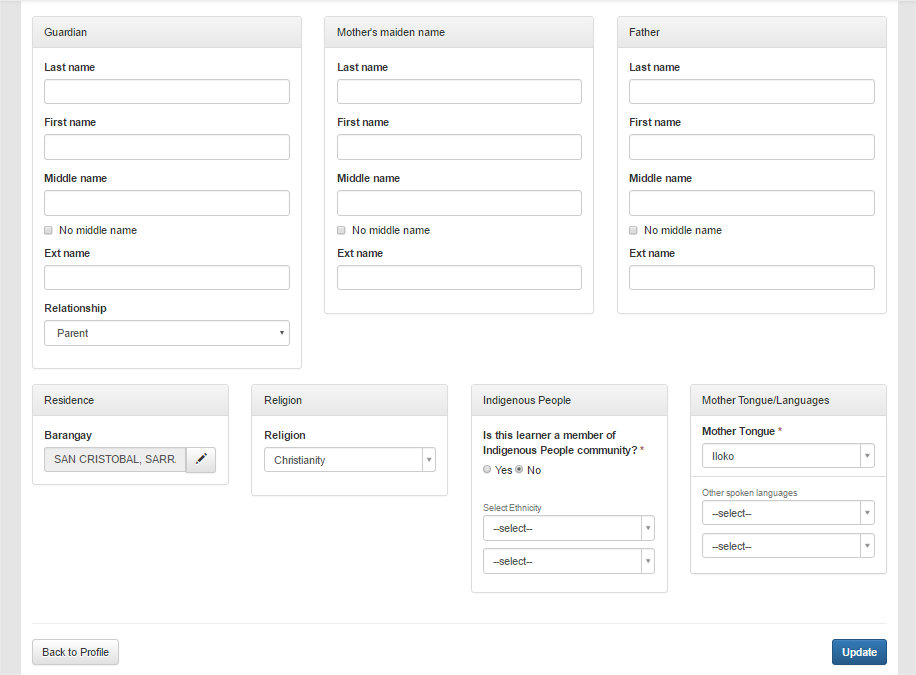 Guardian
Last name
First name
Middle name
No middle name
Ext name
Relationship
Parent
Mother's maiden name
Last name
First name
Middle name
No middle name
Ext name
Father
Last name
First name
Middle name
No middle name
Ext name
Residence
Barangay
SAN CRISTOBAL, SARR.
Religion
Religion
Christianity
Indigenous People
Is this learner a member of
Indigenous People community? *
Yes No
Select Ethnicity
--select--
--select--
Mother Tongue/Languages
Mother Tongue *
Iloko
Other spoken languages
--select--
--select--
Back to Profile
Update